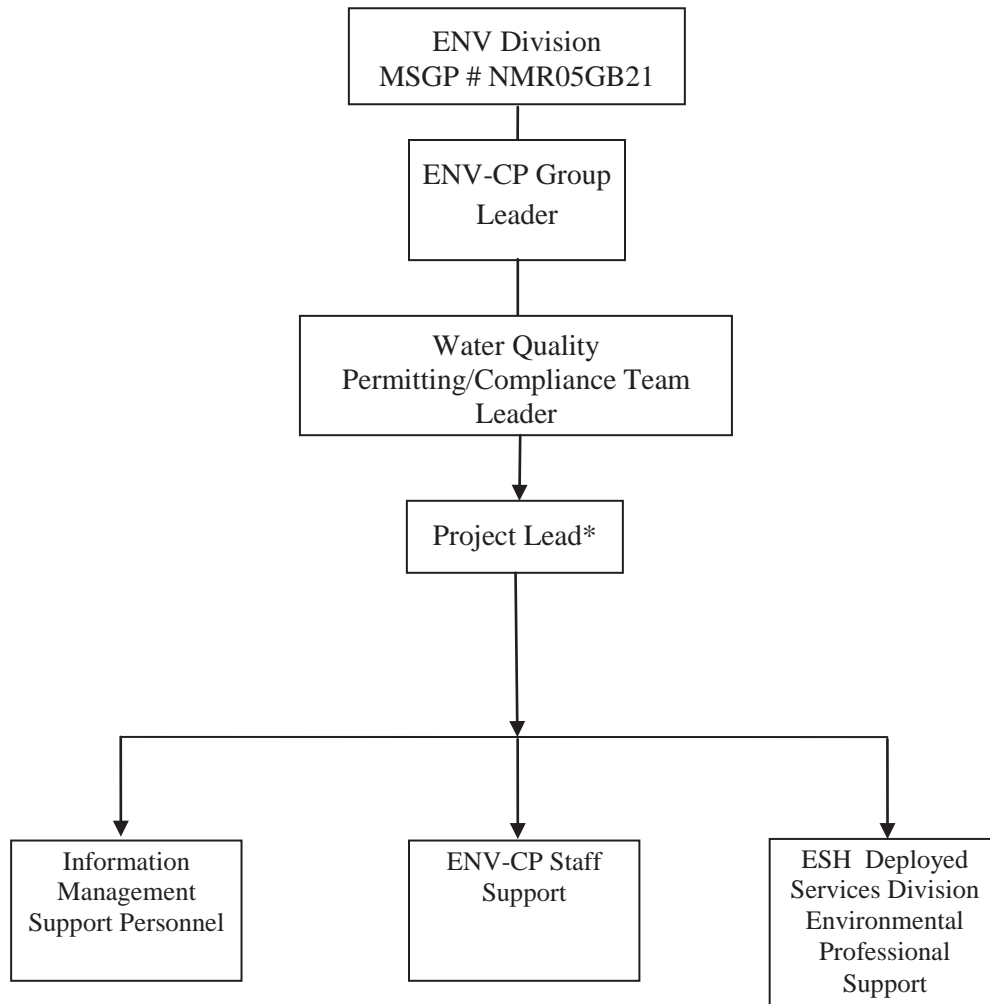 ENV Division
MSGP # NMR05GB21
ENV-CP Group
Leader
Water Quality
Permitting/Compliance Team
Leader
Project Lead*
Information
Management
Support Personnel
ENV-CP Staff
Support
ESH Deployed
Services Division
Environmental
Professional
Support